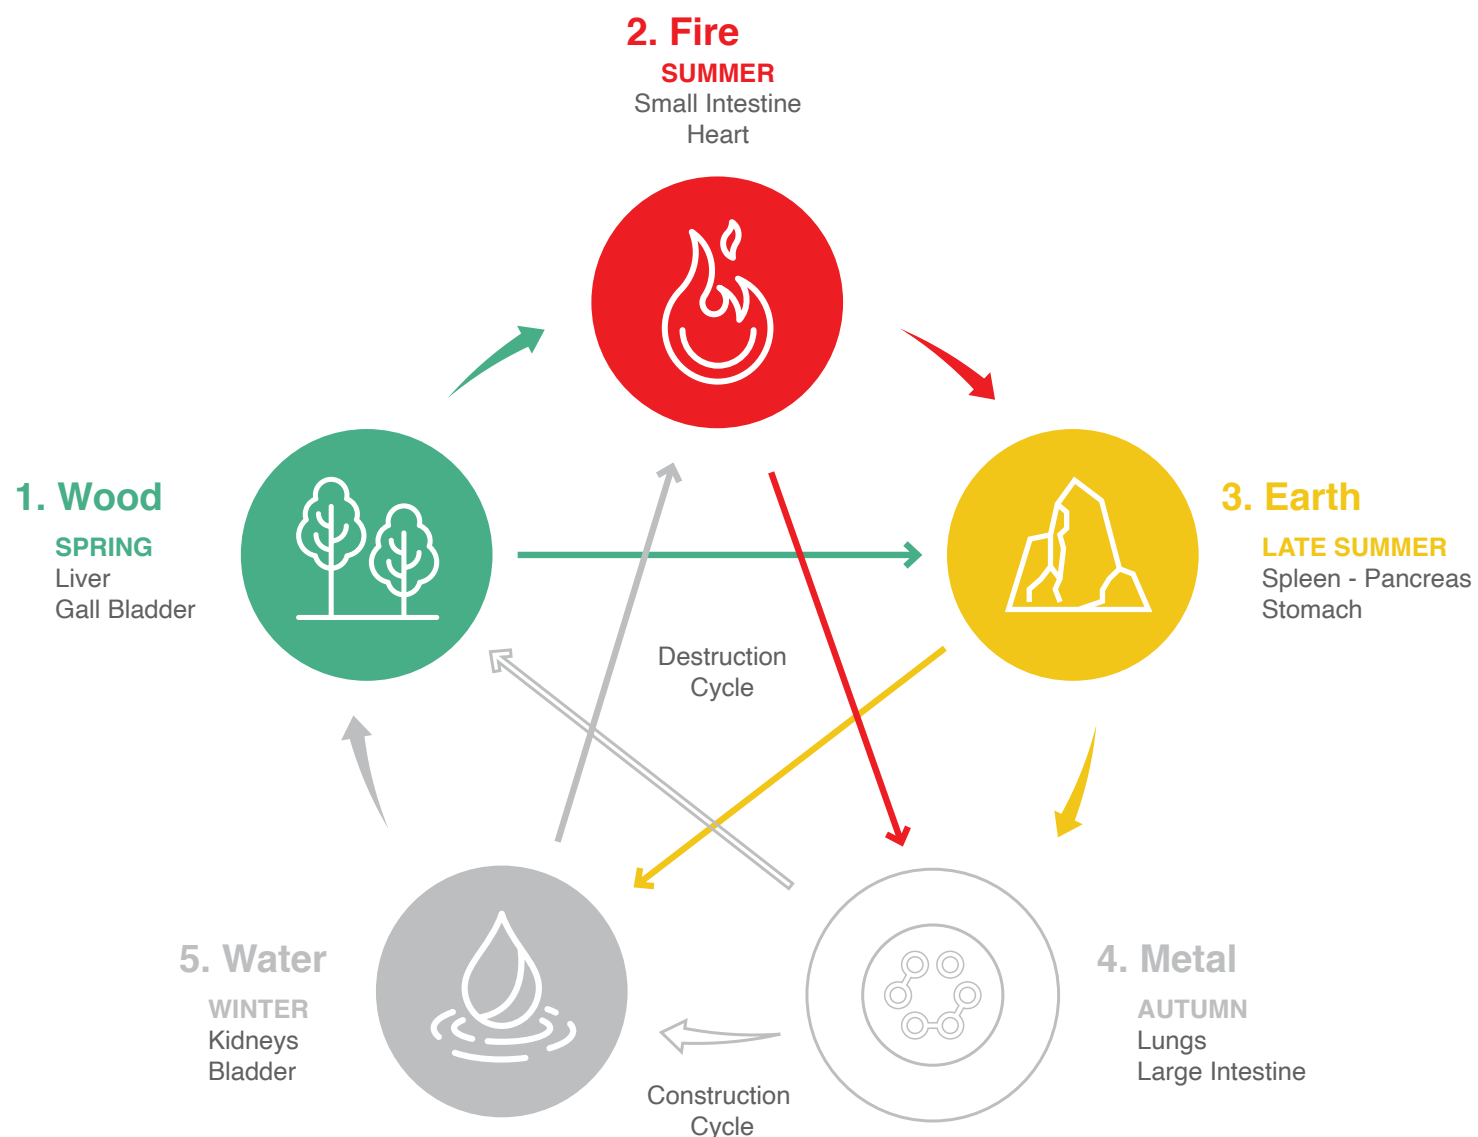 2. Fire
SUMMER
Small Intestine
Heart
1. Wood
SPRING
Liver
Gall Bladder
3. Earth
LATE SUMMER
Spleen - Pancreas
Stomach
Destruction
Cycle
5. Water
WINTER
Kidneys
Bladder
4. Metal
AUTUMN
Lungs
Large Intestine
Construction
Cycle